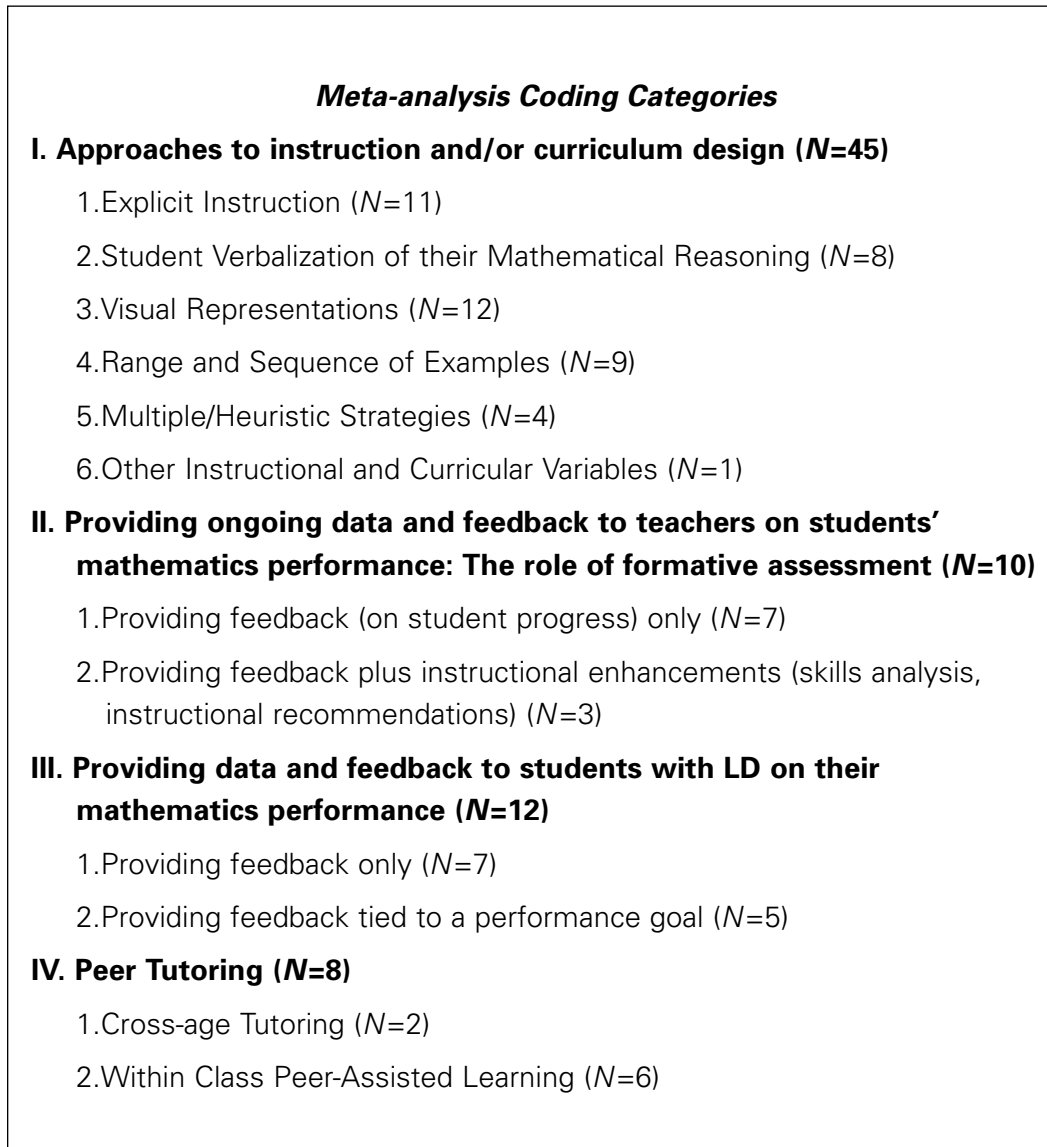 Meta-analysis Coding Categories
I. Approaches to instruction and/or curriculum design (N=45)
1.Explicit Instruction (N=11)
2.Student Verbalization of their Mathematical Reasoning (N=8)
3.Visual Representations (N=12)
4.Range and Sequence of Examples (N=9)
5.Multiple/Heuristic Strategies (N=4)
6.Other Instructional and Curricular Variables (N=1)
II. Providing ongoing data and feedback to teachers on students’
mathematics performance: The role of formative assessment (N=10)
1.Providing feedback (on student progress) only (N=7)
2.Providing feedback plus instructional enhancements (skills analysis,
instructional recommendations) (N=3)
III. Providing data and feedback to students with LD on their
mathematics performance (N=12)
1.Providing feedback only (N=7)
2.Providing feedback tied to a performance goal (N=5)
IV. Peer Tutoring (N=8)
1.Cross-age Tutoring (N=2)
2.Within Class Peer-Assisted Learning (N=6)